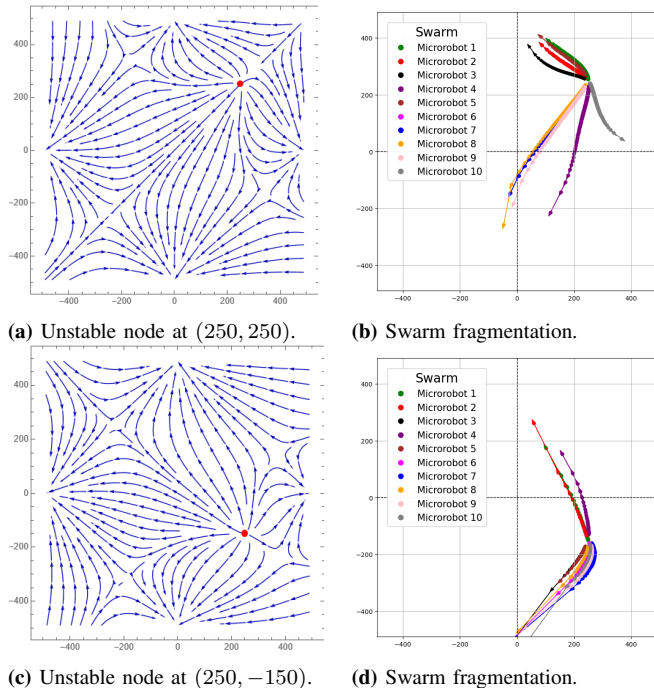 400
200
0
−200
−400
−400 −200 0 200 400
400
200
0
−200
−400
−400 −200 0 200 400
Swarm
Microrobot 1
Microrobot 2
Microrobot 3
Microrobot 4
Microrobot 5
Microrobot 6
Microrobot 7
Microrobot 8
Microrobot 9
Microrobot 10
(a) Unstable node at (250, 250).
(b) Swarm fragmentation.
400
200
0
−200
−400
−400 −200 0 200 400
400
200
0
−200
−400
−400 −200 0 200 400
Swarm
Microrobot 1
Microrobot 2
Microrobot 3
Microrobot 4
Microrobot 5
Microrobot 6
Microrobot 7
Microrobot 8
Microrobot 9
Microrobot 10
(c) Unstable node at (250, −150).
(d) Swarm fragmentation.